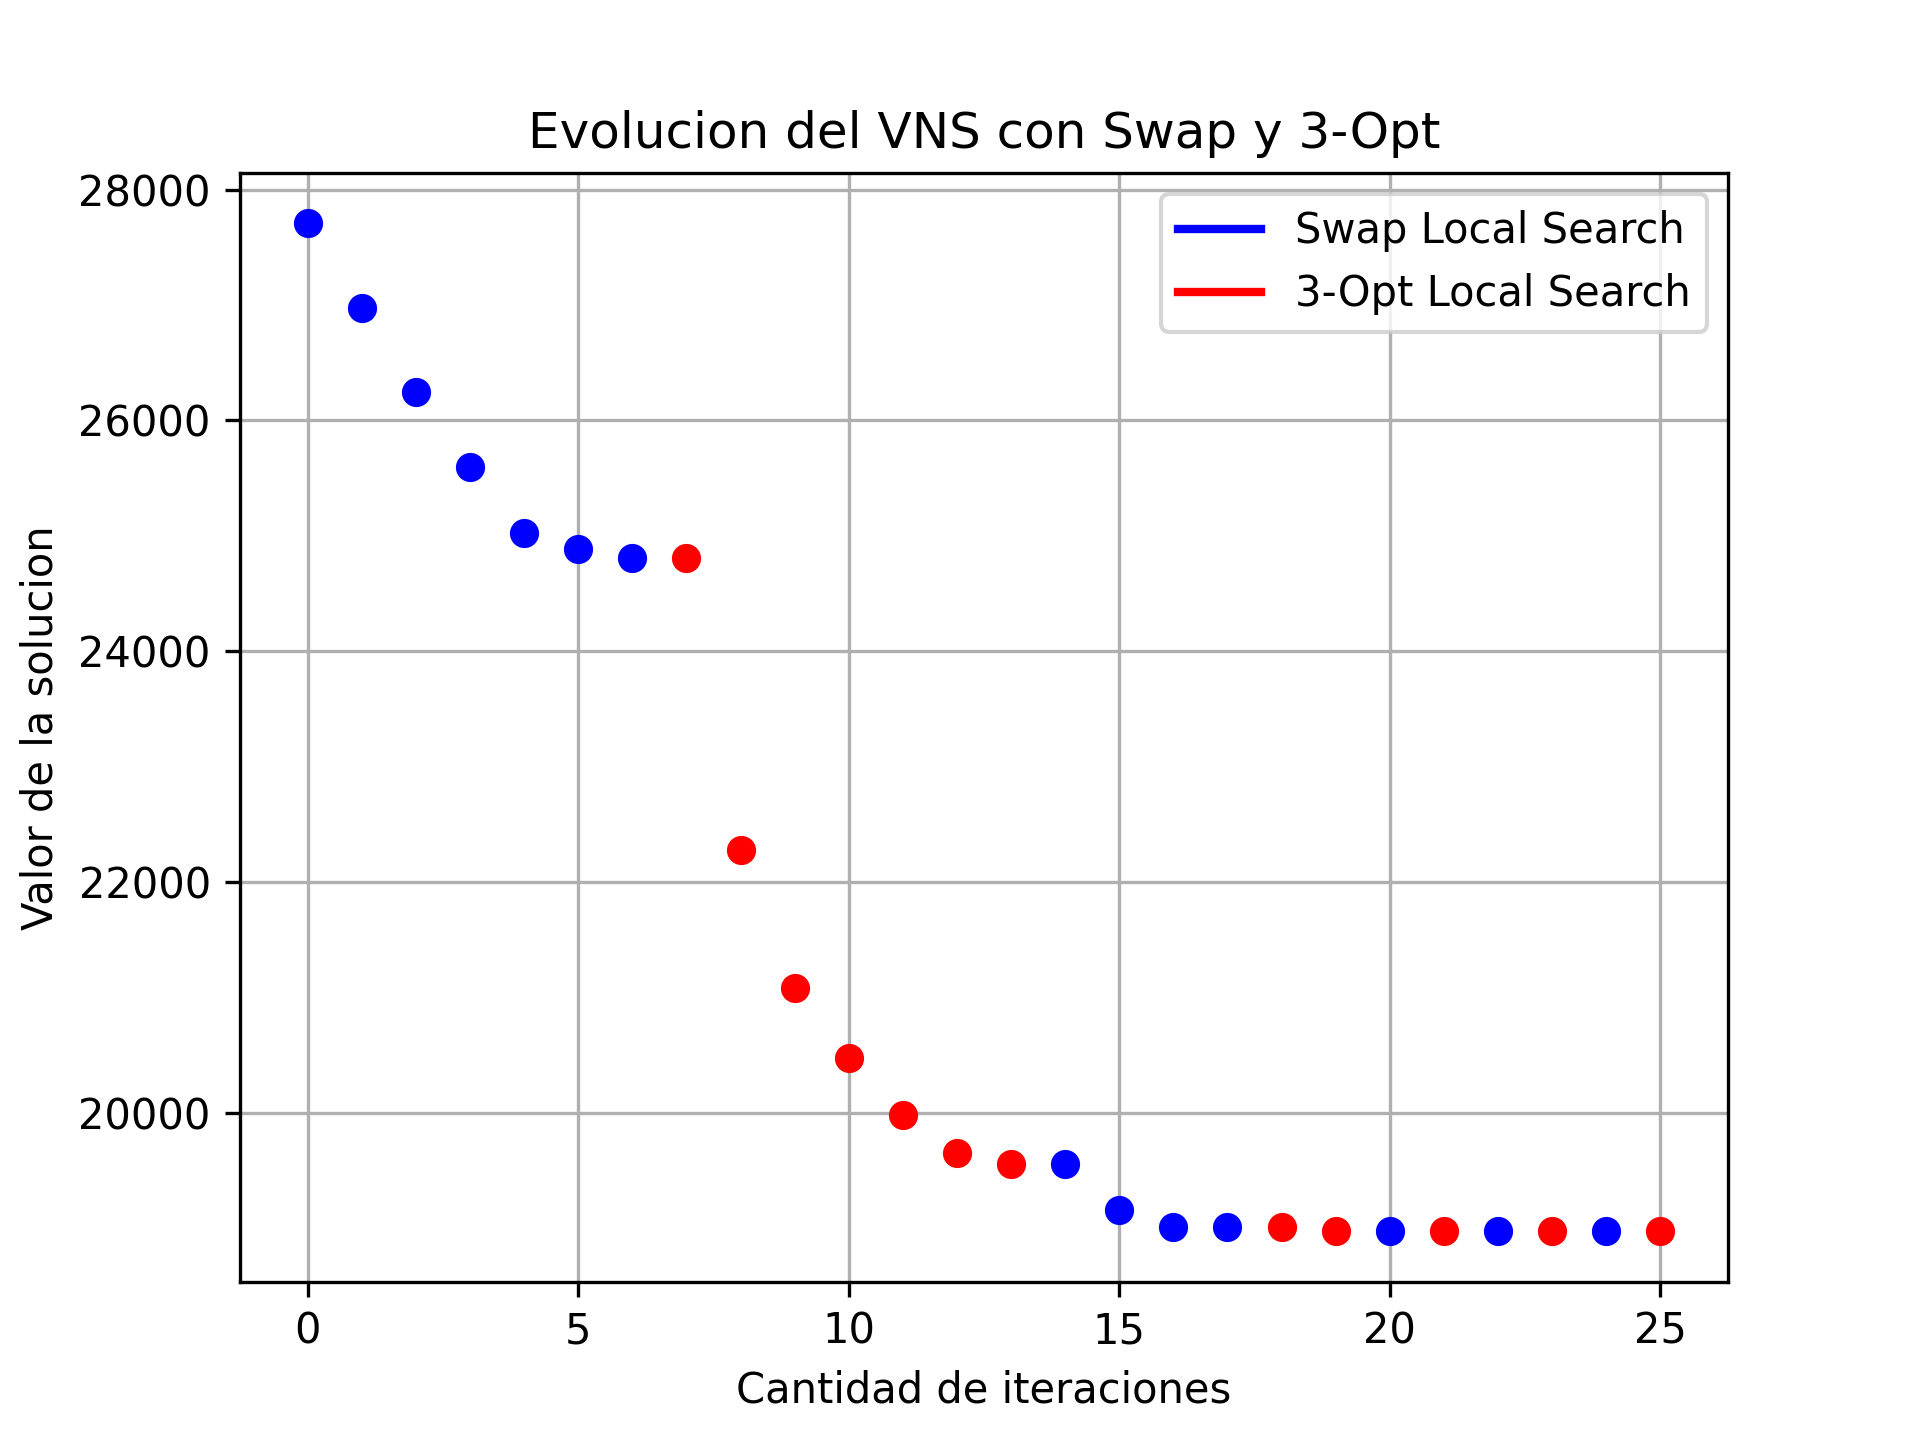 Evolucion del VNS con Swap y 3-Opt
28000
26000
24000
22000
20000
Valor de la solucion
Swap Local Search
3-Opt Local Search
0 5 10 15 20 25
Cantidad de iteraciones